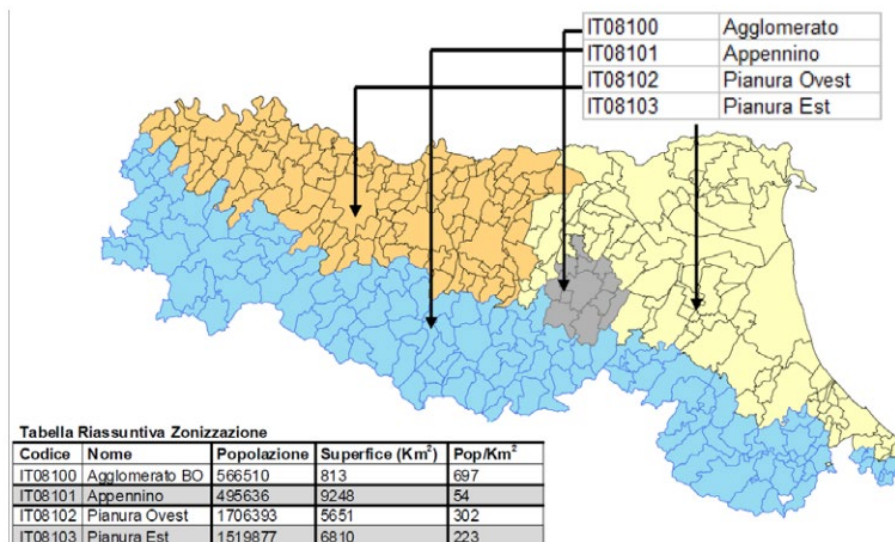 IT08100 Agglomerato
IT08101 Appennino
IT08102 Pianura Ovest
IT08103 Pianura Est
Tabella Riassuntiva Zonizzazione
Codice Nome Popolazione Superfice (Km²) Pop/Km²
IT08100 Agglomerato BO 566510 813 697
IT08101 Appennino 495636 9248 54
IT08102 Pianura Ovest 1706393 5651 302
IT08103 Pianura Est 1519877 6810 223